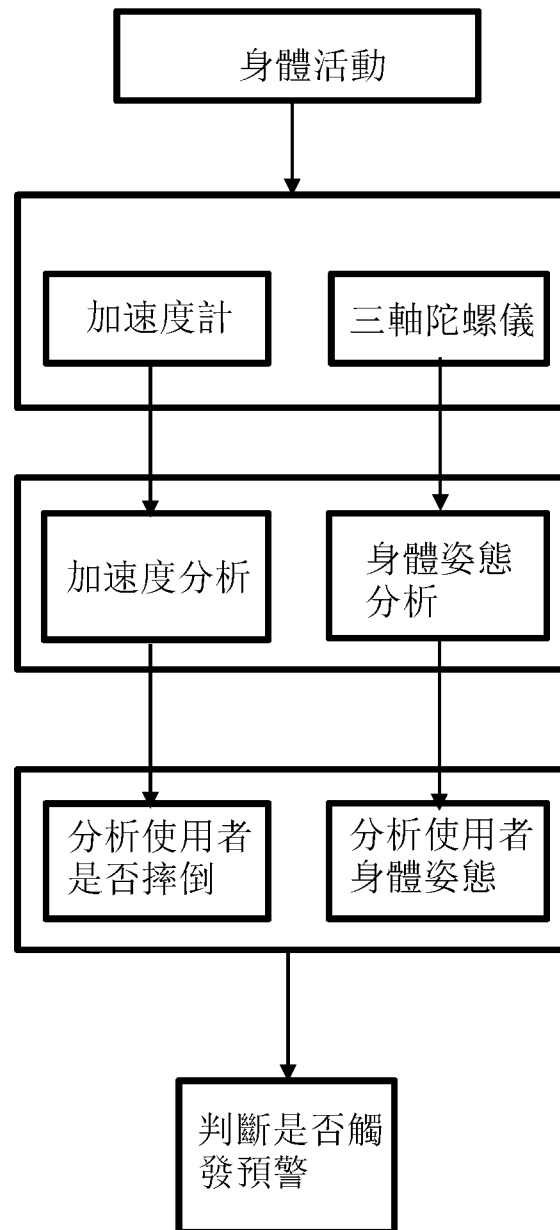 身體活動
加速度計
三軸陀螺儀
加速度分析
身體姿態
分析
分析使用者
是否摔倒
分析使用者
身體姿態
判斷是否觸
發預警